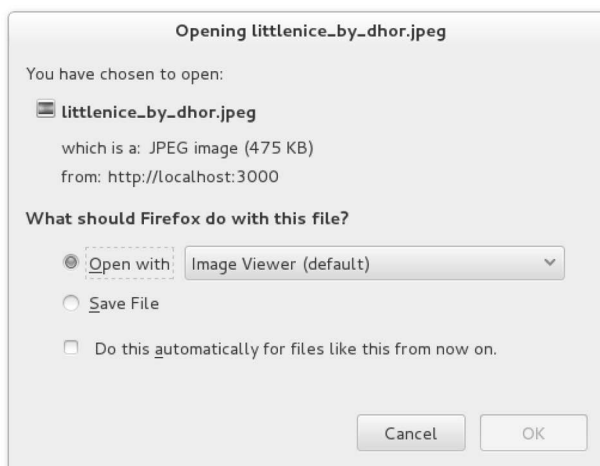 Opening littlenice_by_dhor.jpeg
You have chosen to open:
littlenice_by_dhor.jpeg
which is a: JPEG image (475 KB)
from: http://localhost:3000
What should Firefox do with this file?
Open with Image Viewer (default)
Save File
Do this automatically for files like this from now on.
Cancel OK